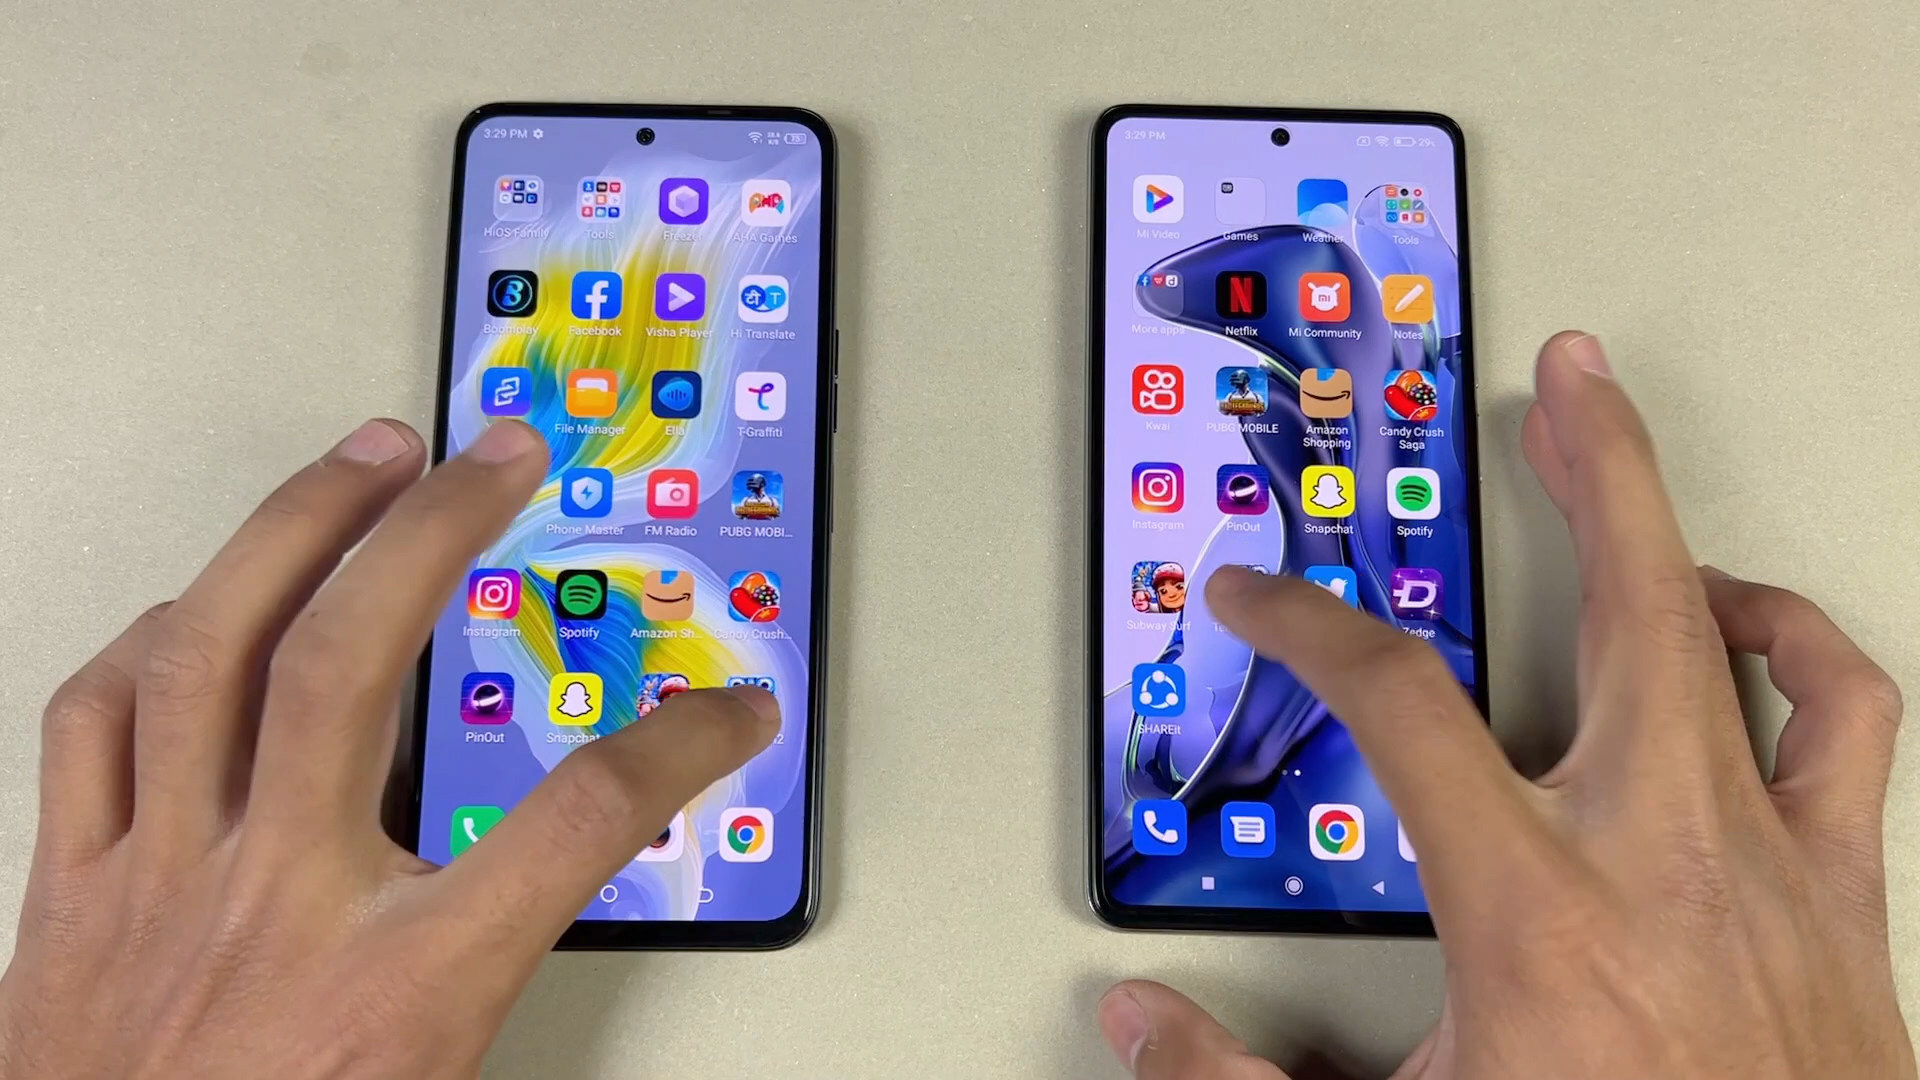 3:29 PM
HiOS Family
Tools
Freezer
AHA Games
Boomplay
Facebook
Visha Player
Hi Translate
File Manager
Ella
T-Graffiti
Phone Master
FM Radio
PUBG MOBI...
Instagram
Spotify
Amazon Sh...
Candy Crush...
PinOut
Snapchat
3:29 PM
29%
Mi Video
Games
Weather
Tools
More apps
Netflix
Mi Community
Notes
Kwai
PUBG MOBILE
Amazon
Shopping
Candy Crush
Saga
Instagram
PinOut
Snapchat
Spotify
Subway Surf
Zedge
SHAREit